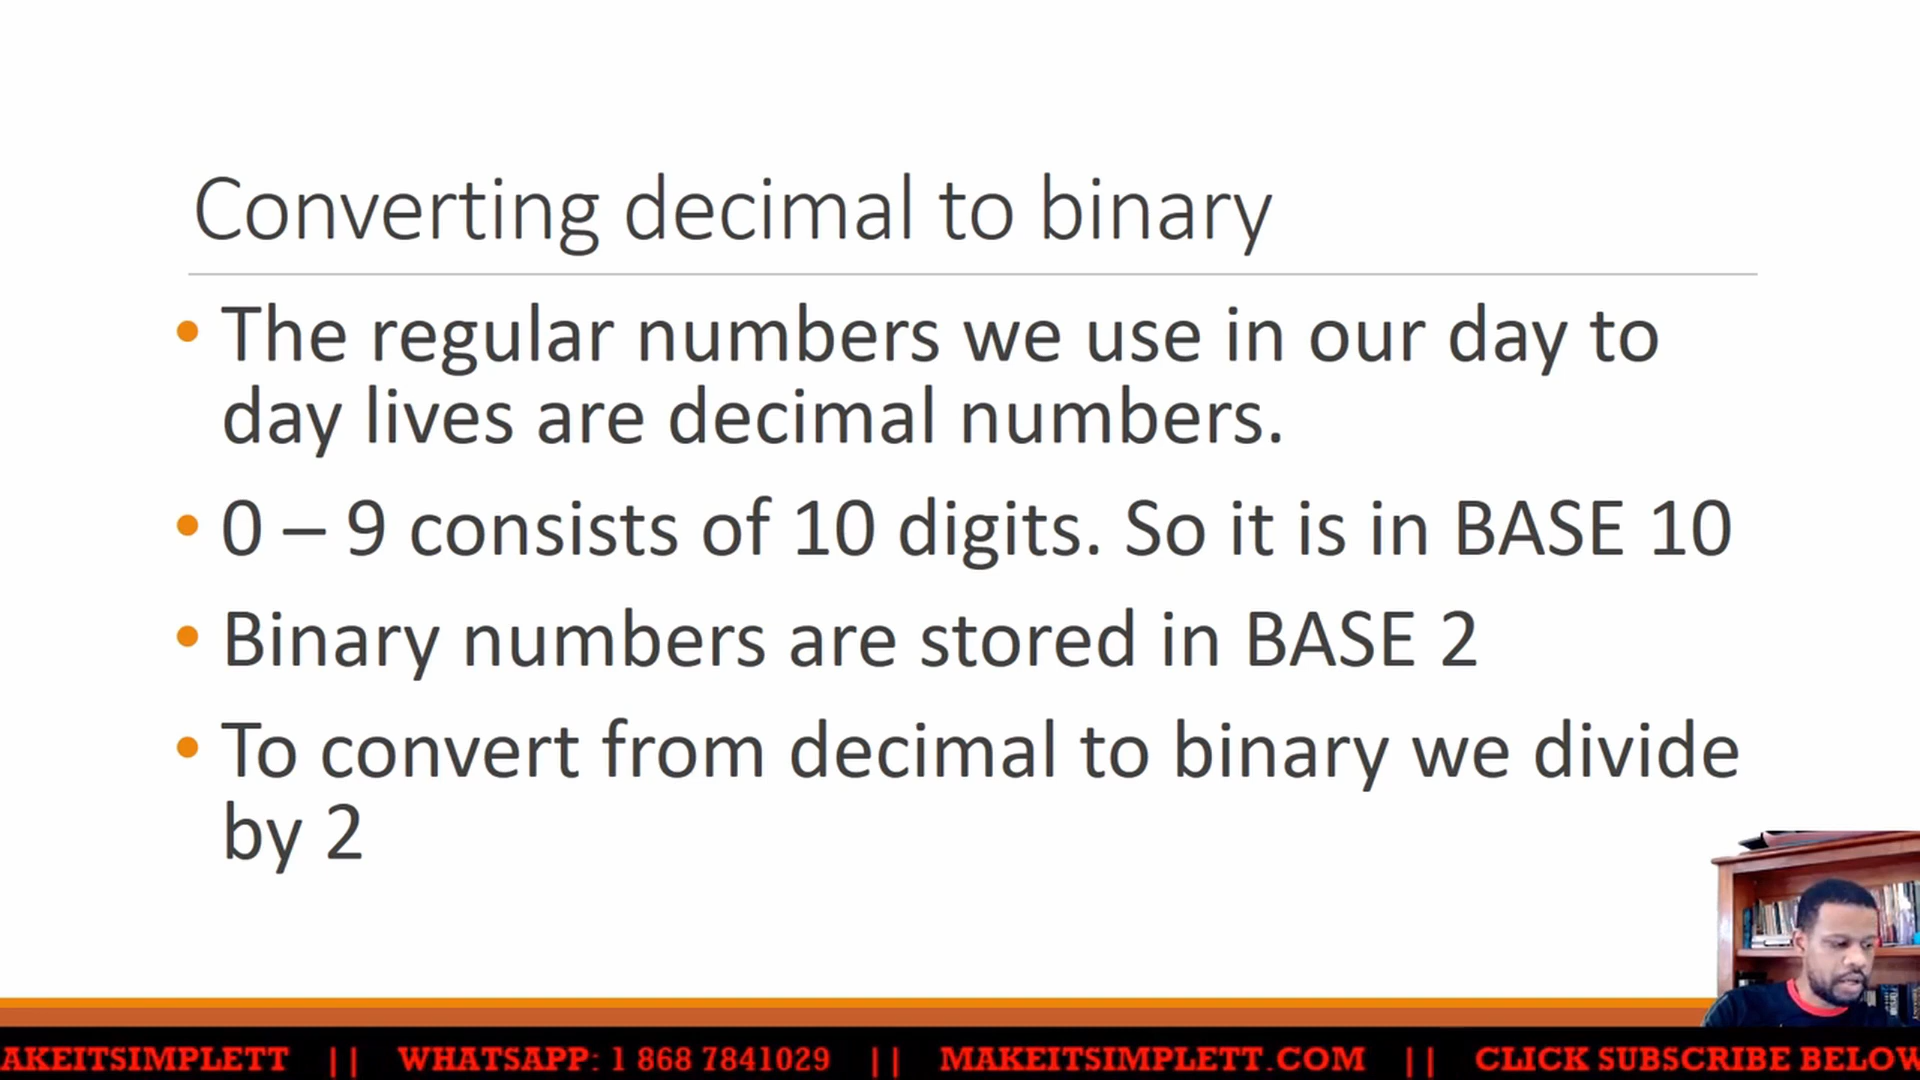 Converting decimal to binary
• The regular numbers we use in our day to
day lives are decimal numbers.
• 0 – 9 consists of 10 digits. So it is in BASE 10
• Binary numbers are stored in BASE 2
• To convert from decimal to binary we divide
by 2
AKEITSIMPLETT || WHATSAPP: 1 868 7841029 || MAKEITSIMPLETT.COM || CLICK SUBSCRIBE BELOW